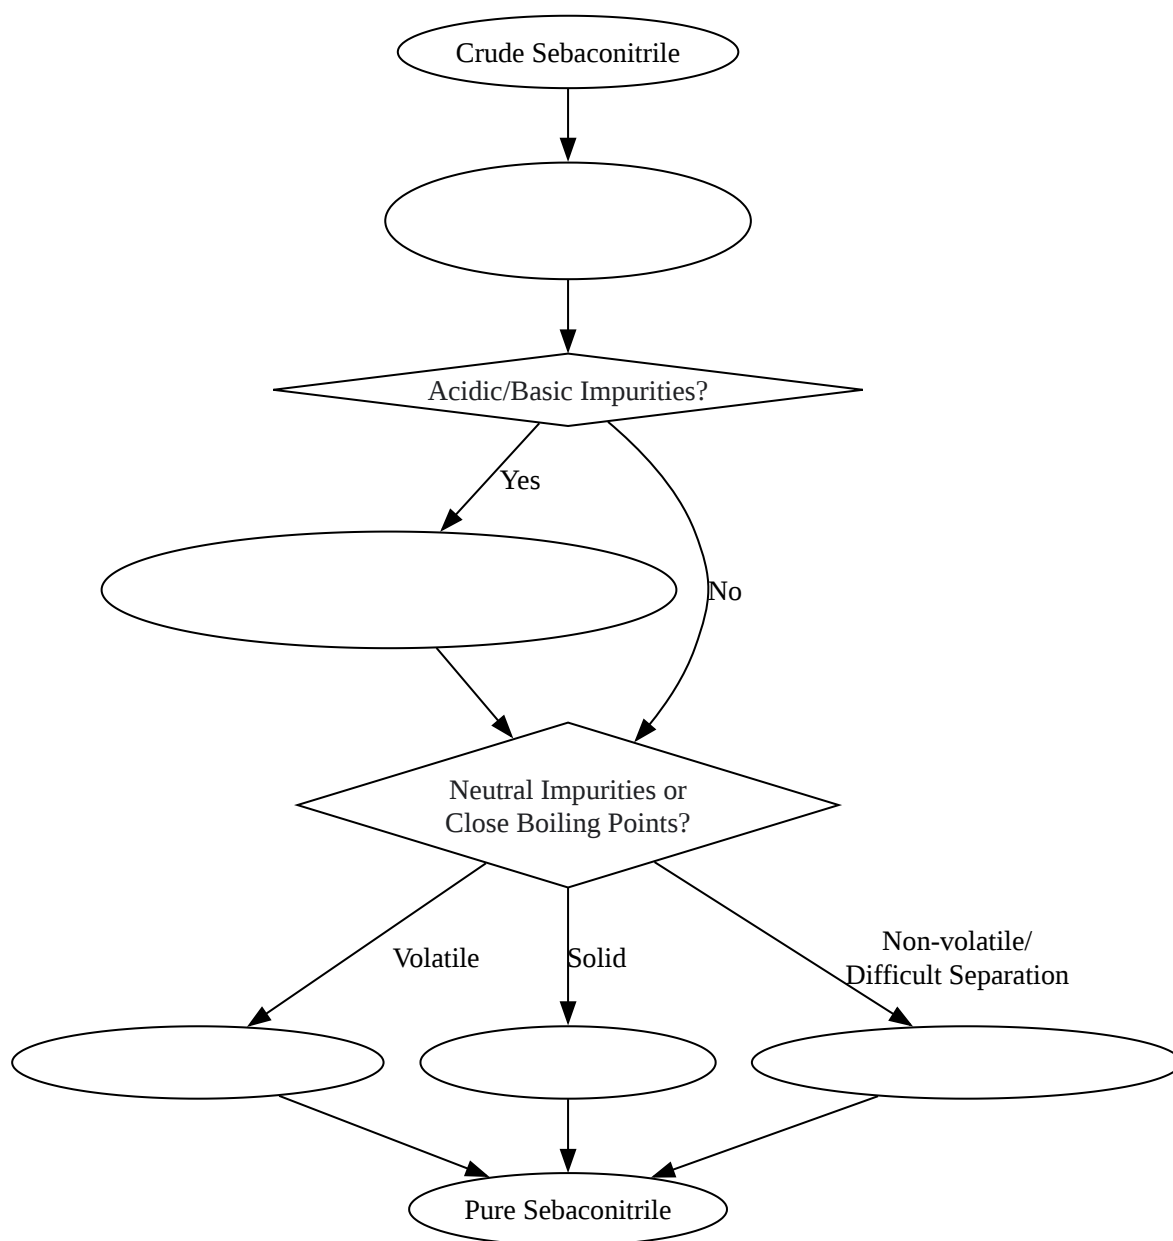 Crude Sebaconitrile
Acidic/Basic Impurities?
Yes
No
Neutral Impurities or
Close Boiling Points?
Volatile
Solid
Non-volatile/
Difficult Separation
Pure Sebaconitrile